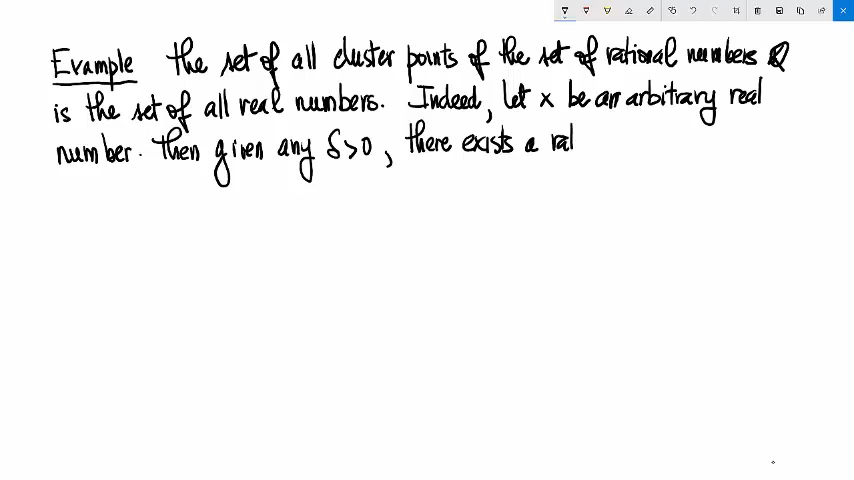 Example the set of all cluster points of the set of rational numbers Q
is the set of all real numbers. Indeed, let x be an arbitrary real
number. Then given any δ>0, there exists a ral